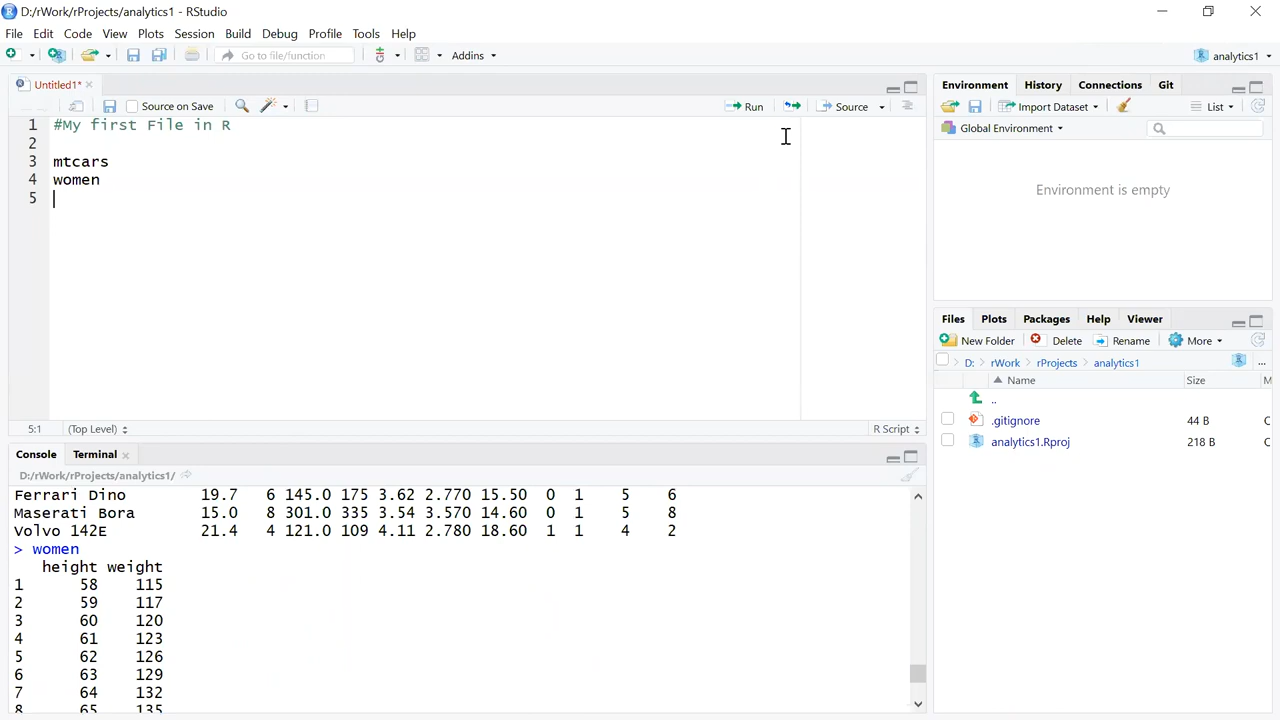 D:/rWork/rProjects/analytics1 - RStudio
File Edit Code View Plots Session Build Debug Profile Tools Help
Go to file/function Addins analytics1
Untitled1*
Source on Save Run Source
1 #My first File in R
2
3 mtcars
4 women
5
5:1 (Top Level) R Script
Console Terminal
D:/rWork/rProjects/analytics1/
Ferrari Dino 19.7 6 145.0 175 3.62 2.770 15.50 0 1 5 6
Maserati Bora 15.0 8 301.0 335 3.54 3.570 14.60 0 1 5 8
Volvo 142E 21.4 4 121.0 109 4.11 2.780 18.60 1 1 4 2
> women
height weight
1 58 115
2 59 117
3 60 120
4 61 123
5 62 126
6 63 129
7 64 132
8 65 135
Environment History Connections Git
Import Dataset List
Global Environment
Environment is empty
Files Plots Packages Help Viewer
New Folder Delete Rename More
D: > rWork > rProjects > analytics1 ...
Name Size M
..
.gitignore 44 B
analytics1.Rproj 218 B